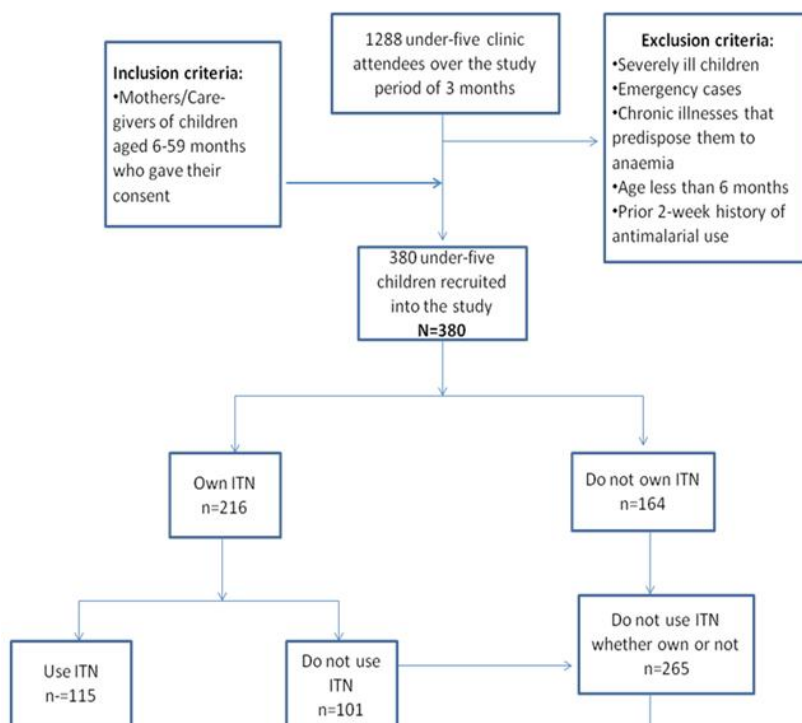 1288 under-five clinic
attendees over the study
period of 3 months
Inclusion criteria:
•Mothers/Care-
givers of children
aged 6-59 months
who gave their
consent
Exclusion criteria:
•Severely ill children
•Emergency cases
•Chronic illnesses that
predispose them to
anaemia
•Age less than 6 months
•Prior 2-week history of
antimalarial use
380 under-five
children recruited
into the study
N=380
Own ITN
n=216
Do not own ITN
n=164
Use ITN
n-=115
Do not use
ITN
n=101
Do not use ITN
whether own or not
n=265